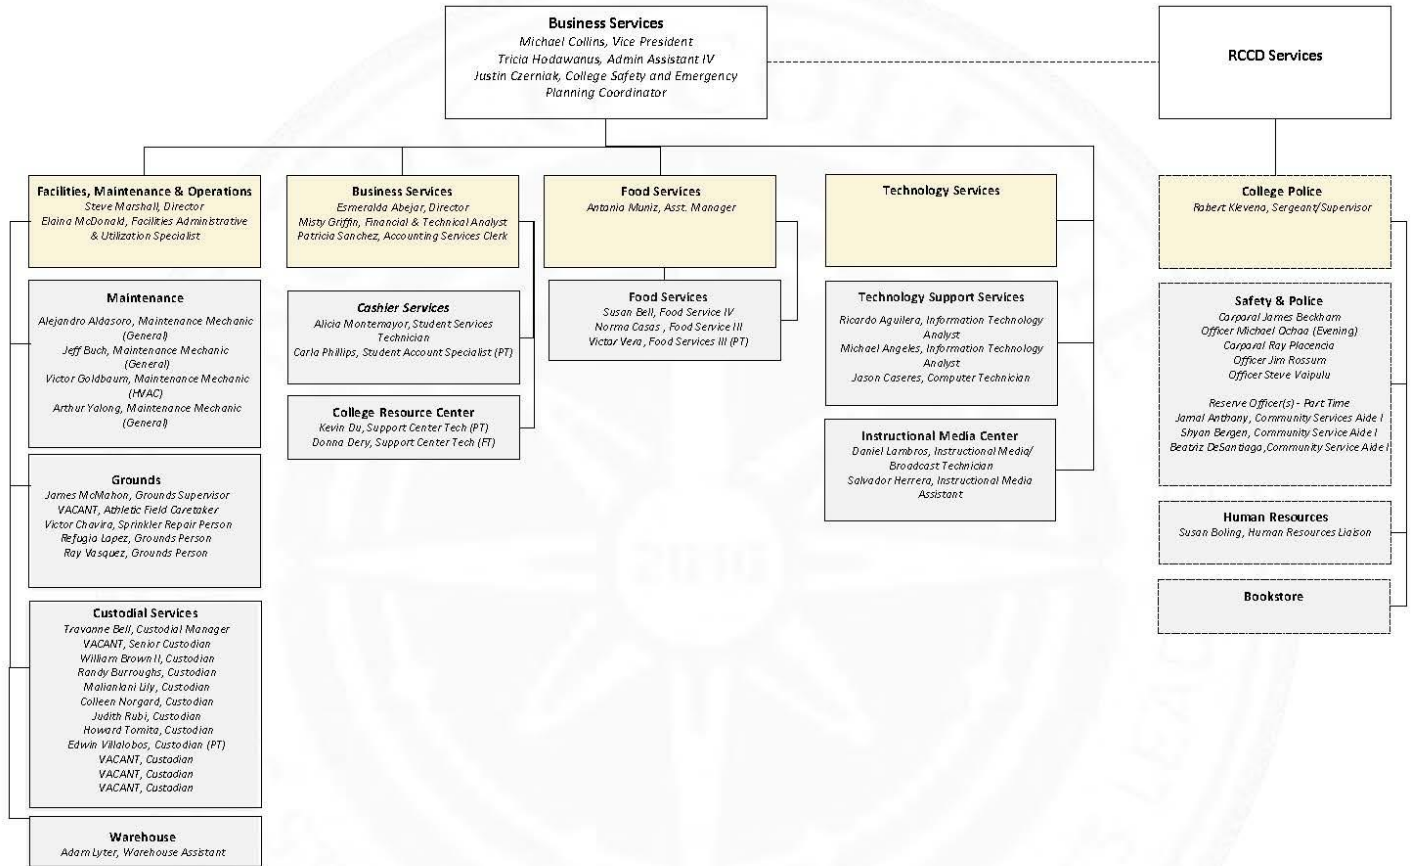 Business Services
Michael Collins, Vice President
Tricia Hodawanus, Admin Assistant IV
Justin Czerniak, College Safety and Emergency
Planning Coordinator
RCCD Services
Facilities, Maintenance & Operations
Steve Marshall, Director
Elaina McDonald, Facilities Administrative
& Utilization Specialist
Maintenance
Alejandro Aldasoro, Maintenance Mechanic
(General)
Jeff Buch, Maintenance Mechanic
(General)
Victor Goldbaum, Maintenance Mechanic
(HVAC)
Arthur Yalong, Maintenance Mechanic
(General)
Grounds
James McMahon, Grounds Supervisor
VACANT, Athletic Field Caretaker
Victor Chavira, Sprinkler Repair Person
Refugia Lopez, Grounds Person
Ray Vasquez, Grounds Person
Custodial Services
Travonne Bell, Custodial Manager
VACANT, Senior Custodian
William Brown II, Custodian
Randy Burroughs, Custodian
Malianlani Lily, Custodian
Colleen Norgard, Custodian
Judith Rubi, Custodian
Howard Tomita, Custodian
Edwin Villalobos, Custodian (PT)
VACANT, Custodian
VACANT, Custodian
VACANT, Custodian
Warehouse
Adam Lyter, Warehouse Assistant
Business Services
Esmeralda Abejar, Director
Misty Griffin, Financial & Technical Analyst
Patricia Sanchez, Accounting Services Clerk
Cashier Services
Alicia Montemayor, Student Services
Technician
Carla Phillips, Student Account Specialist (PT)
College Resource Center
Kevin Du, Support Center Tech (PT)
Donna Dery, Support Center Tech (FT)
Food Services
Antonia Muniz, Asst. Manager
Food Services
Susan Bell, Food Service IV
Norma Casas , Food Service III
Victor Vera, Food Services III (PT)
Technology Services
Technology Support Services
Ricardo Aguilera, Information Technology
Analyst
Michael Angeles, Information Technology
Analyst
Jason Caseres, Computer Technician
Instructional Media Center
Daniel Lambros, Instructional Media/
Broadcast Technician
Salvador Herrera, Instructional Media
Assistant
College Police
Robert Klevena, Sergeant/Supervisor
Safety & Police
Corporal James Beckham
Officer Michael Ochoa (Evening)
Corporal Ray Placencia
Officer Jim Rossum
Officer Steve Vaipulu
Reserve Officer(s) - Part Time
Jamal Anthony, Community Services Aide I
Shyan Bergen, Community Service Aide I
Beatriz DeSantiago,Community Service Aide I
Human Resources
Susan Boling, Human Resources Liaison
Bookstore